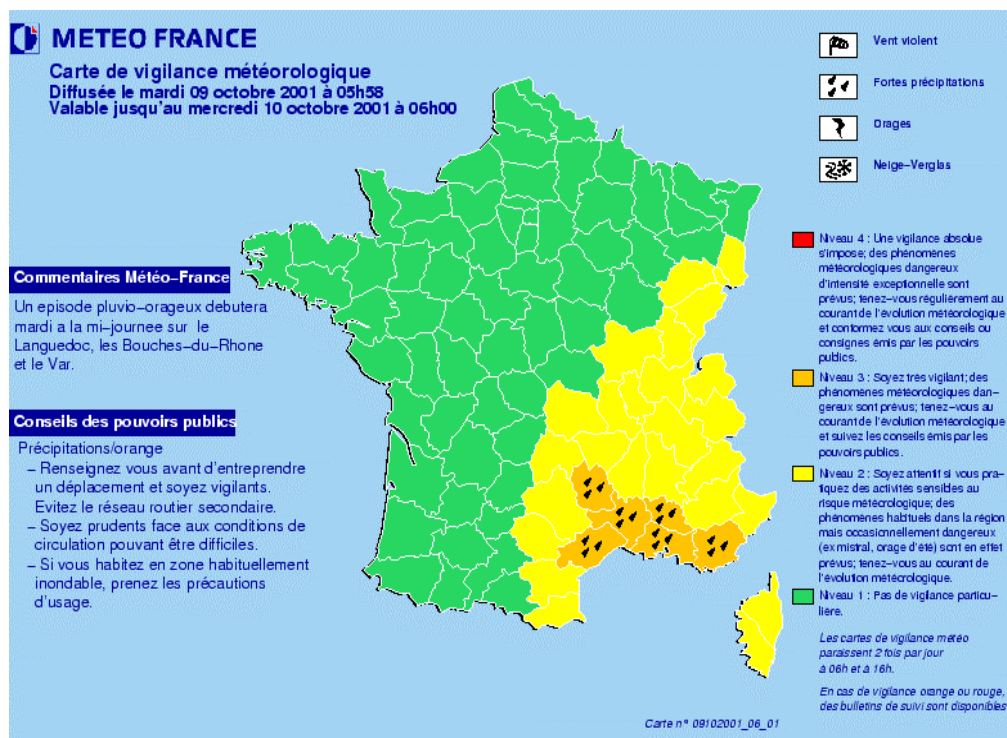 METEO FRANCE
Carte de vigilance météorologique
Diffusée le mardi 09 octobre 2001 à 05h58
Valable jusqu'au mercredi 10 octobre 2001 à 06h00
Commentaires Météo-France
Un episode pluvio-orageux debutera
mardi a la mi-journee sur le
Languedoc, les Bouches-du-Rhone
et le Var.
Conseils des pouvoirs publics
Précipitations/orange
– Renseignez vous avant d'entreprendre
un déplacement et soyez vigilants.
Evitez le réseau routier secondaire.
– Soyez prudents face aux conditions de
circulation pouvant être difficiles.
– Si vous habitez en zone habituellement
inondable, prenez les précautions
d'usage.
Vent violent
Fortes précipitations
Orages
Neige-Verglas
Niveau 4 : Une vigilance absolue
s'impose; des phénomènes
météorologiques dangereux
d'intensité exceptionnelle sont
prévus; tenez-vous régulièrement au
courant de l'évolution météorologique
et conformez vous aux conseils ou
consignes émis par les pouvoirs
publics.
Niveau 3 : Soyez très vigilant; des
phénomènes météorologiques dan-
gereux sont prévus; tenez-vous au
courant de l'évolution météorologique
et suivez les conseils émis par les
pouvoirs publics.
Niveau 2 : Soyez attentif si vous pra-
tiquez des activités sensibles au
risque météorologique; des
phénomènes habituels dans la région
mais occasionnellement dangereux
(ex mistral, orage d'été) sont en effet
prévus; tenez-vous au courant de
l'évolution météorologique.
Niveau 1 : Pas de vigilance particu-
lière.
Les cartes de vigilance météo
paraissent 2 fois par jour
à 06h et à 16h.
En cas de vigilance orange ou rouge,
des bulletins de suivi sont disponibles
Carte n° 09102001_06_01